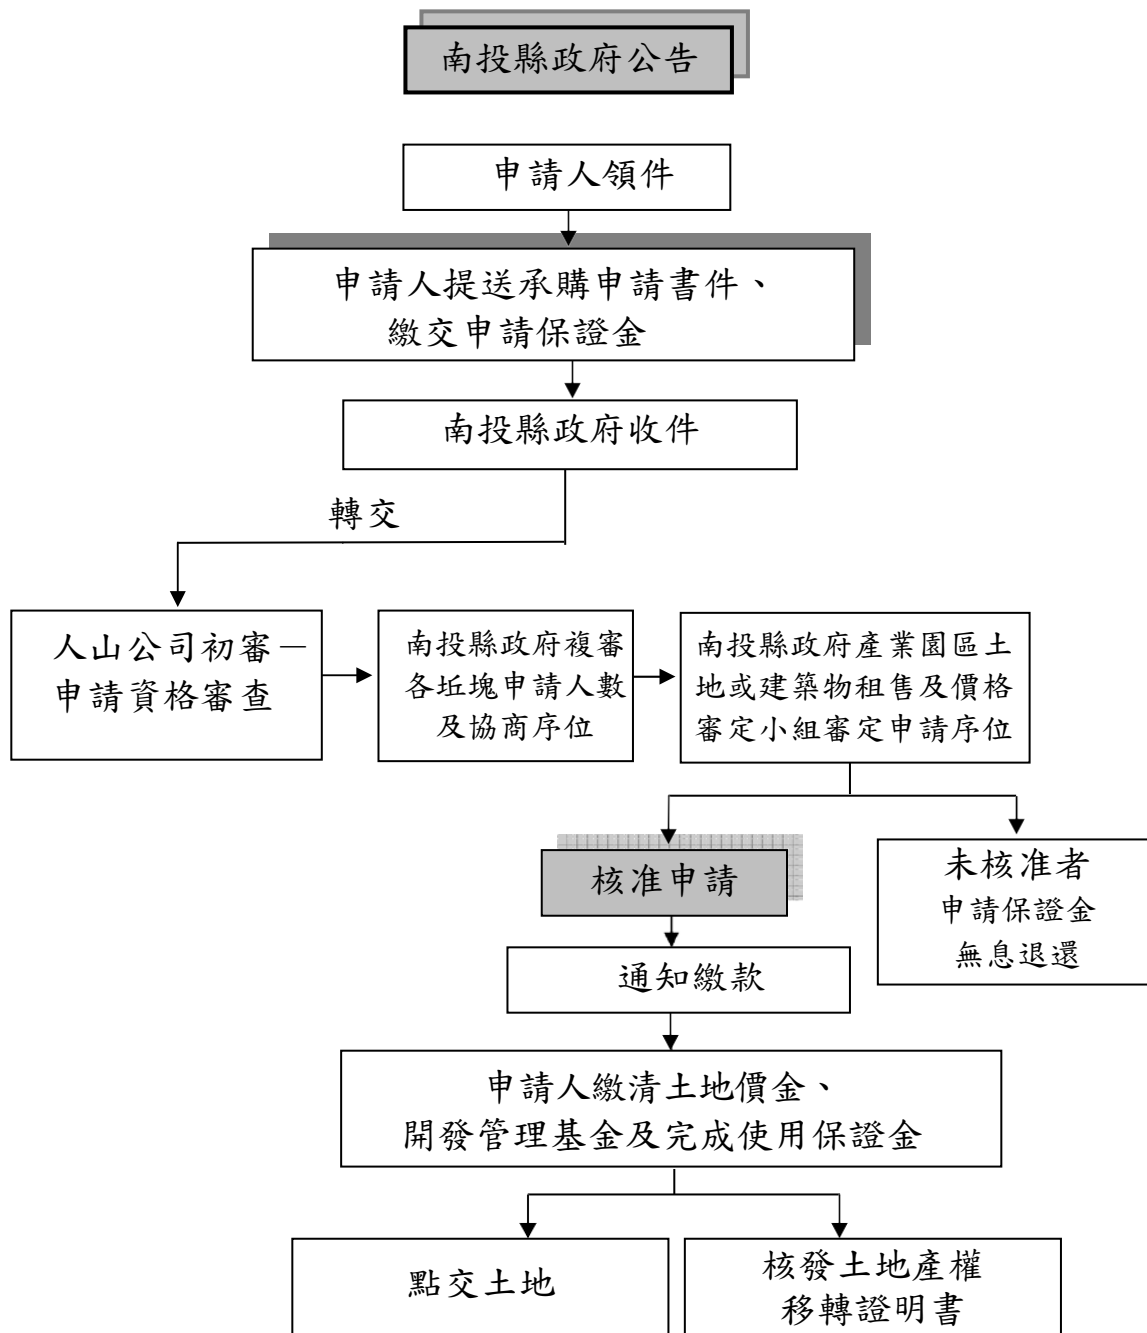 南投縣政府公告
申請人領件
申請人提送承購申請書件、
繳交申請保證金
南投縣政府收件
轉交
人山公司初審－
申請資格審查
南投縣政府複審
各坵塊申請人數
及協商序位
南投縣政府產業園區土
地或建築物租售及價格
審定小組審定申請序位
核准申請
未核准者
申請保證金
無息退還
通知繳款
申請人繳清土地價金、
開發管理基金及完成使用保證金
點交土地
核發土地產權
移轉證明書